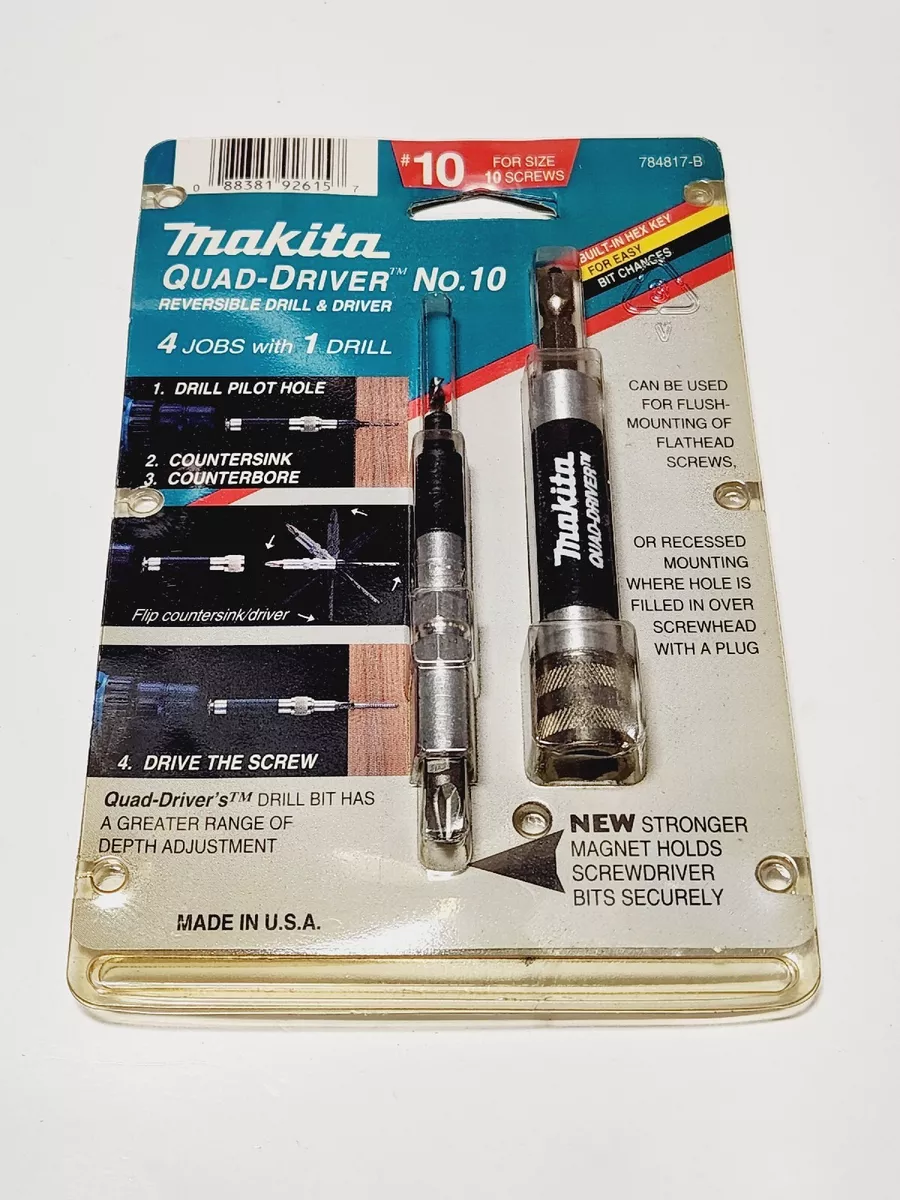 0 88381 92615 7
#10 FOR SIZE
10 SCREWS
784817-B
Makita
QUAD-DRIVER™ No.10
REVERSIBLE DRILL & DRIVER
4 JOBS with 1 DRILL
BUILT-IN HEX KEY
FOR EASY
BIT CHANGES
3
V
1. DRILL PILOT HOLE
2. COUNTERSINK
3. COUNTERBORE
Flip countersink/driver
4. DRIVE THE SCREW
Makita
QUAD-DRIVER™
CAN BE USED
FOR FLUSH-
MOUNTING OF
FLATHEAD
SCREWS,
OR RECESSED
MOUNTING
WHERE HOLE IS
FILLED IN OVER
SCREWHEAD
WITH A PLUG
Quad-Driver's™ DRILL BIT HAS
A GREATER RANGE OF
DEPTH ADJUSTMENT
NEW STRONGER
MAGNET HOLDS
SCREWDRIVER
BITS SECURELY
MADE IN U.S.A.